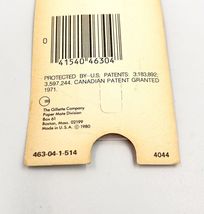 0
41540 46304
PROTECTED BY U.S. PATENTS 3,183,892;
3,597,244. CANADIAN PATENT GRANTED
1971.
The Gillette Company
Paper Mate Division
Box 61
Boston, Mass. 02199
Made in U.S.A. © 1980
463-04-1-514
4044